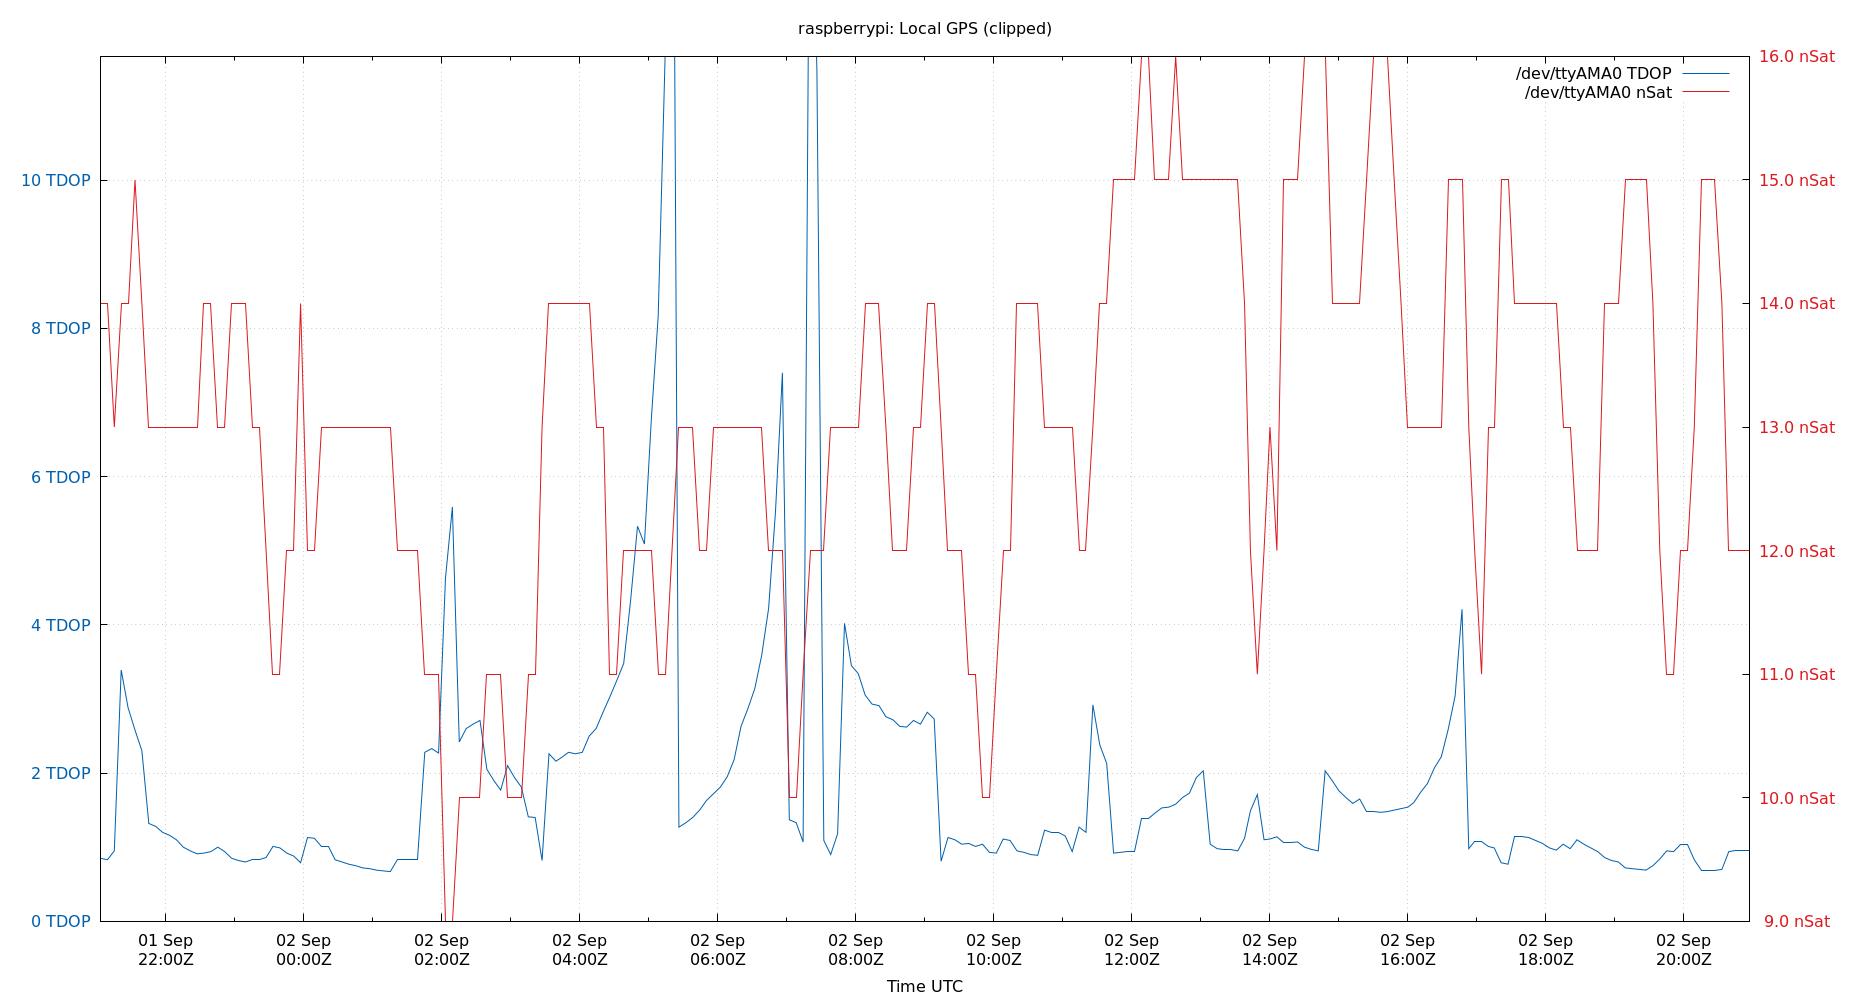 raspberrypi: Local GPS (clipped)
/dev/ttyAMA0 TDOP
/dev/ttyAMA0 nSat
10 TDOP
8 TDOP
6 TDOP
4 TDOP
2 TDOP
0 TDOP
16.0 nSat
15.0 nSat
14.0 nSat
13.0 nSat
12.0 nSat
11.0 nSat
10.0 nSat
9.0 nSat
01 Sep
22:00Z
02 Sep
00:00Z
02 Sep
02:00Z
02 Sep
04:00Z
02 Sep
06:00Z
02 Sep
08:00Z
02 Sep
10:00Z
02 Sep
12:00Z
02 Sep
14:00Z
02 Sep
16:00Z
02 Sep
18:00Z
02 Sep
20:00Z
Time UTC